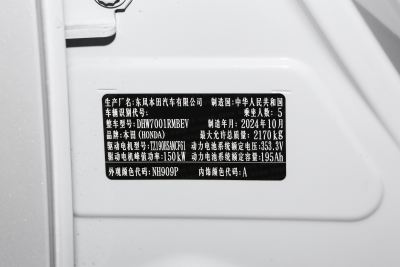 生产厂名:东风本田汽车有限公司 制造国:中华人民共和国
车辆识别代号: 乘坐人数: 5
整车型号: DHW7001RMBEV 制造年月: 2024年10月
品牌:本田(HONDA) 最大允许总质量: 2170kg
驱动电机型号: 动力电池系统额定电压:353.3V
驱动电机峰值功率:150kW 动力电池系统额定容量:195Ah
外观颜色代码: NH909P 内饰颜色代码: A